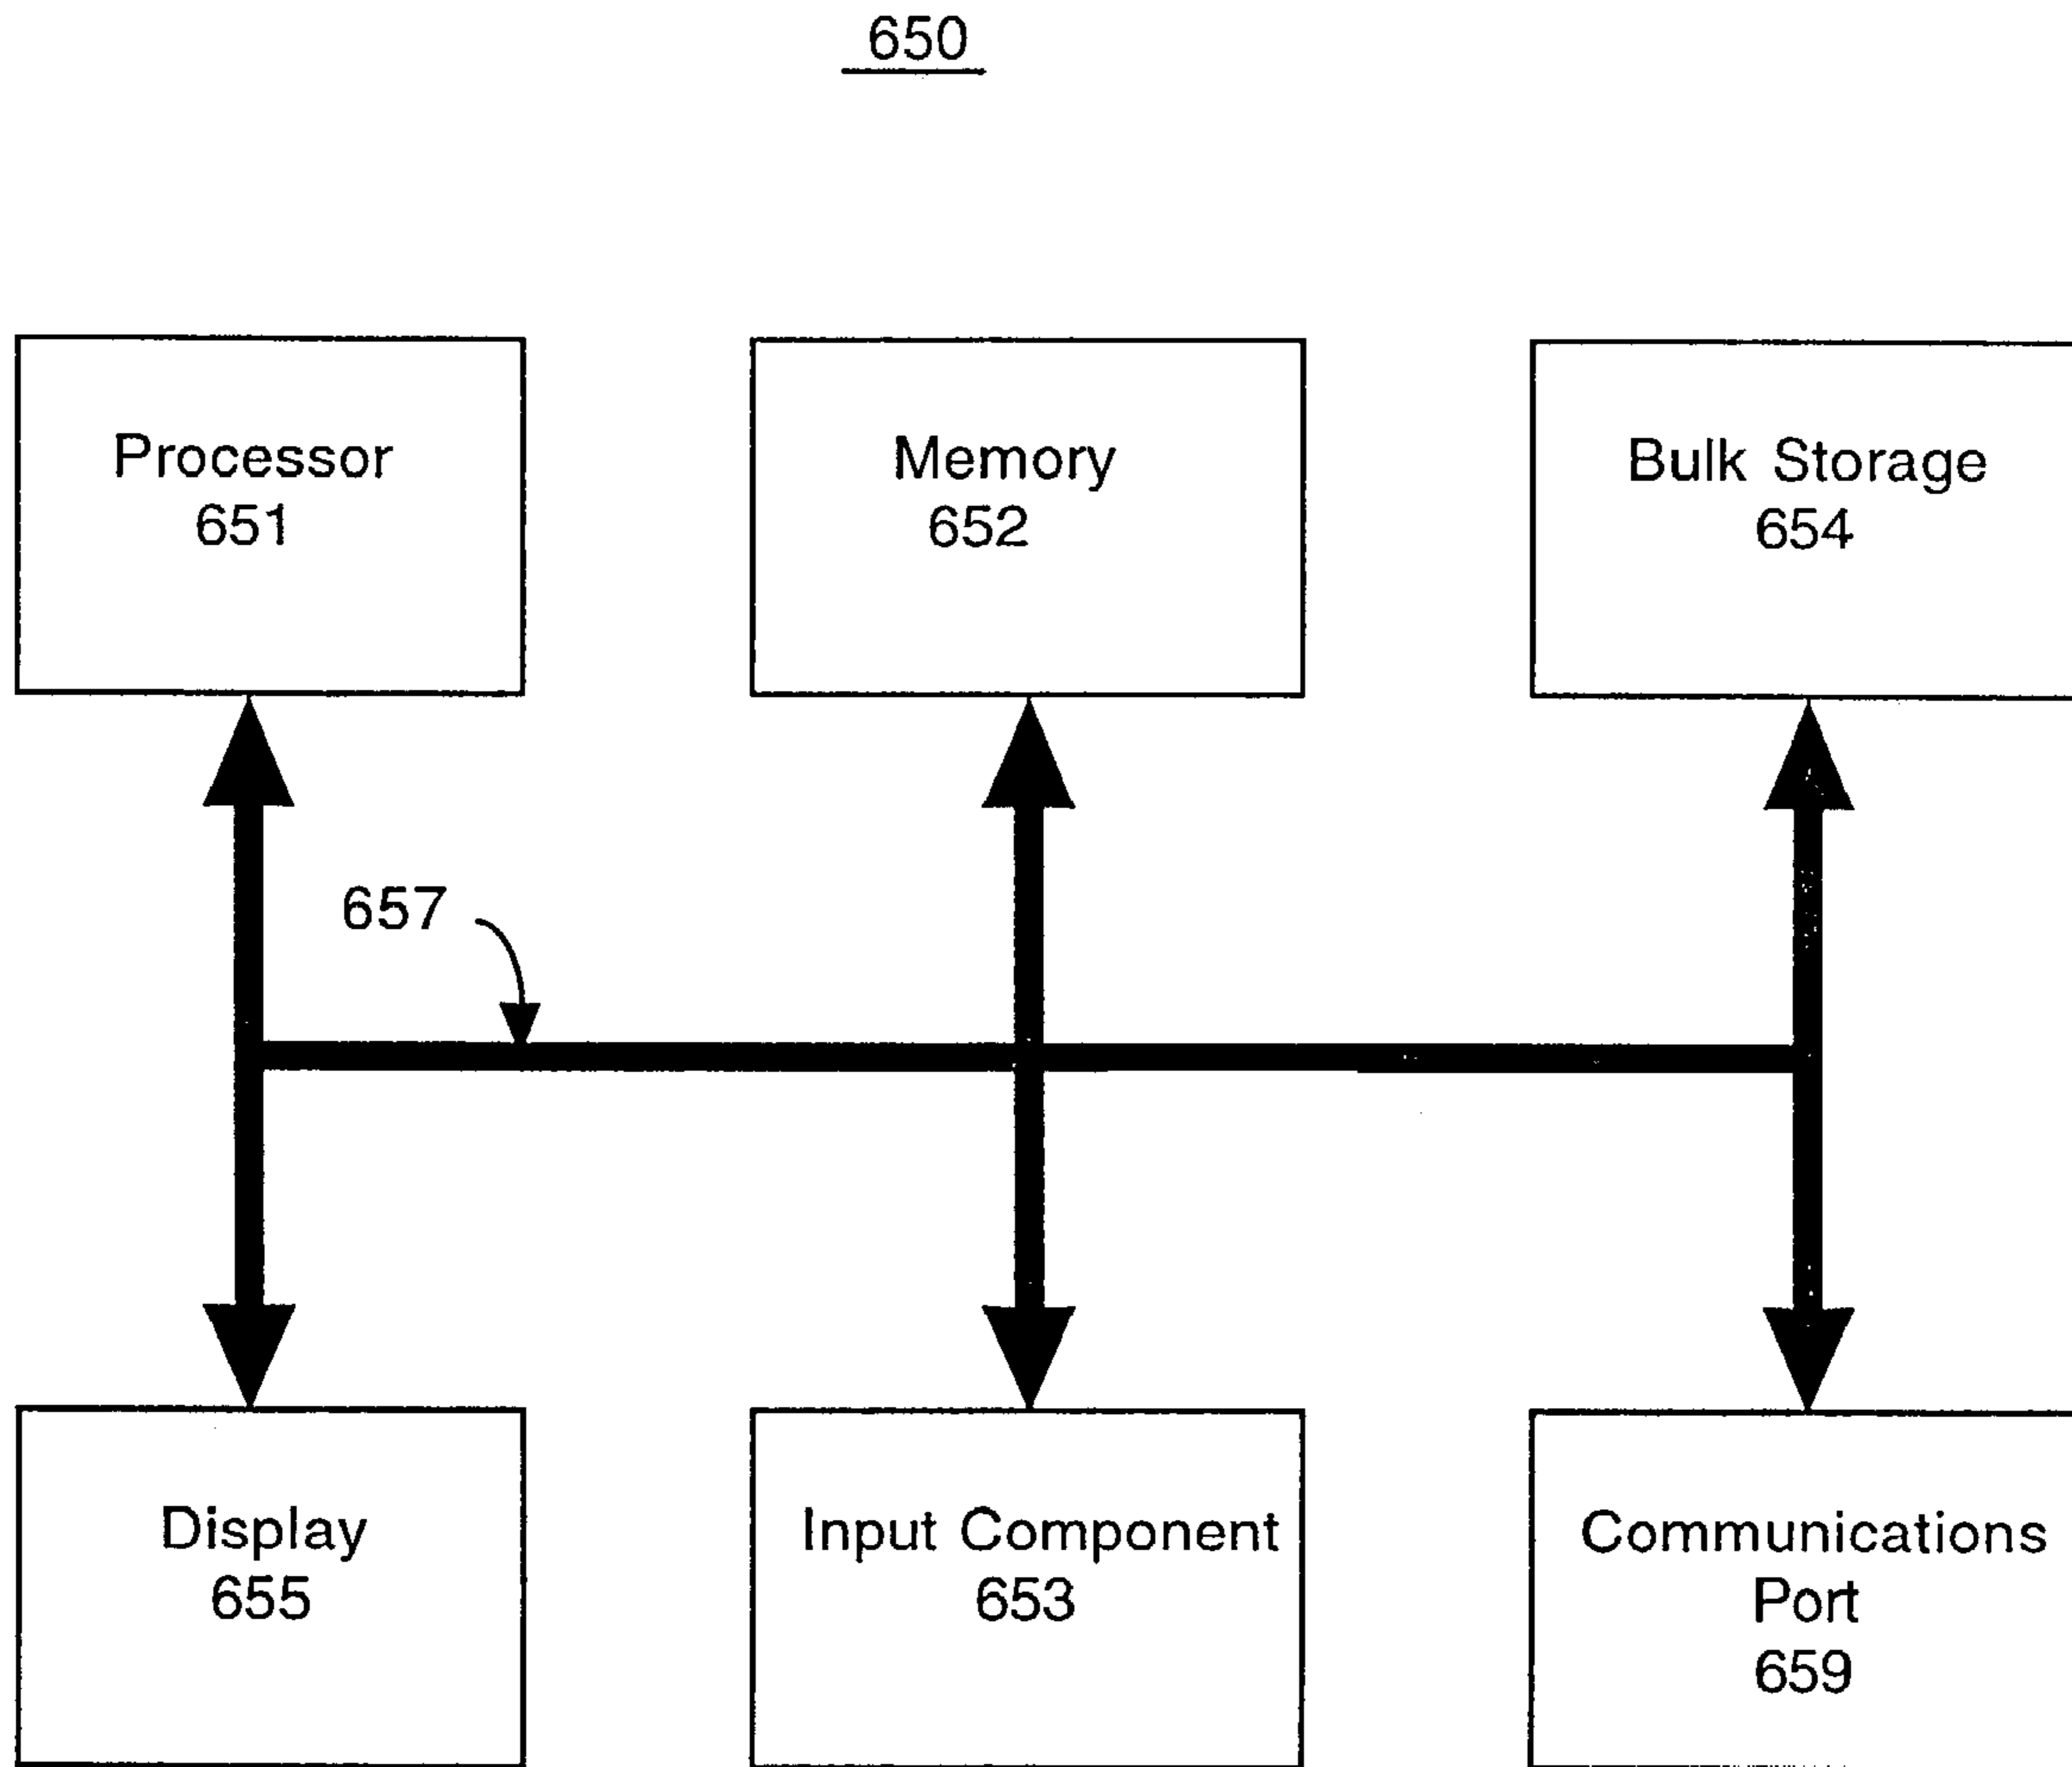 650
Processor
651
Memory
652
Bulk Storage
654
657
Display
655
Input Component
653
Communications
Port
659